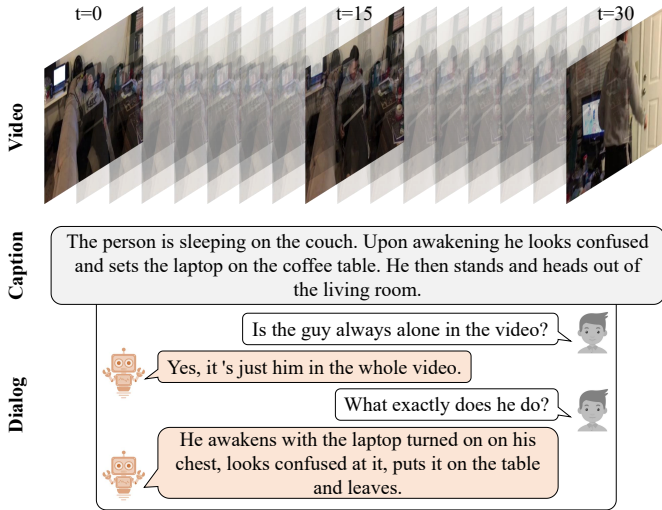 t=0
t=15
t=30
Video
Caption
The person is sleeping on the couch. Upon awakening he looks confused
and sets the laptop on the coffee table. He then stands and heads out of
the living room.
Dialog
Is the guy always alone in the video?
Yes, it 's just him in the whole video.
What exactly does he do?
He awakens with the laptop turned on on his
chest, looks confused at it, puts it on the table
and leaves.